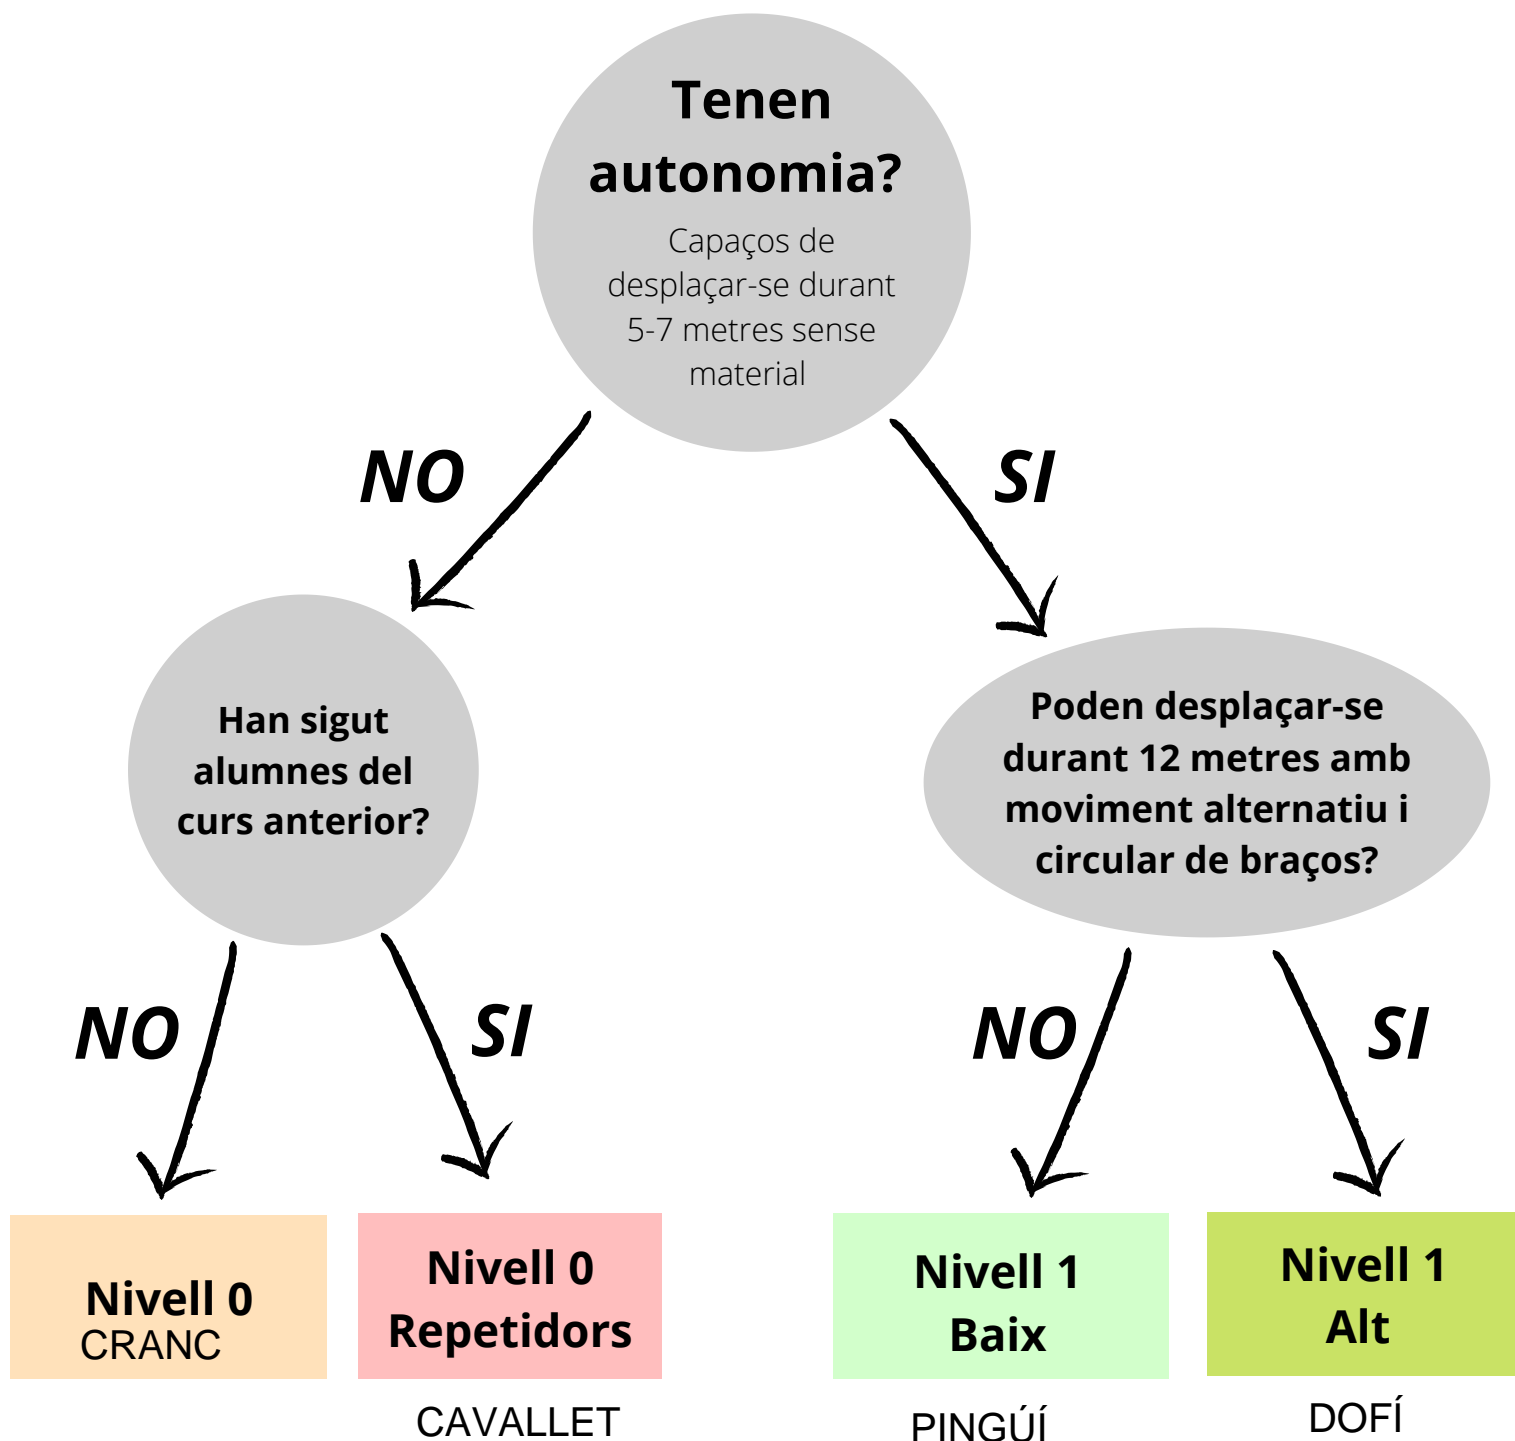 Tenen
autonomia?
Capaços de
desplaçar-se durant
5-7 metres sense
material
NO
SI
Han sigut
alumnes del
curs anterior?
Poden desplaçar-se
durant 12 metres amb
moviment alternatiu i
circular de braços?
NO
SI
NO
SI
Nivell 0
CRANC
Nivell 0
Repetidors
CAVALLET
Nivell 1
Baix
PINGÚÍ
Nivell 1
Alt
DOFÍ